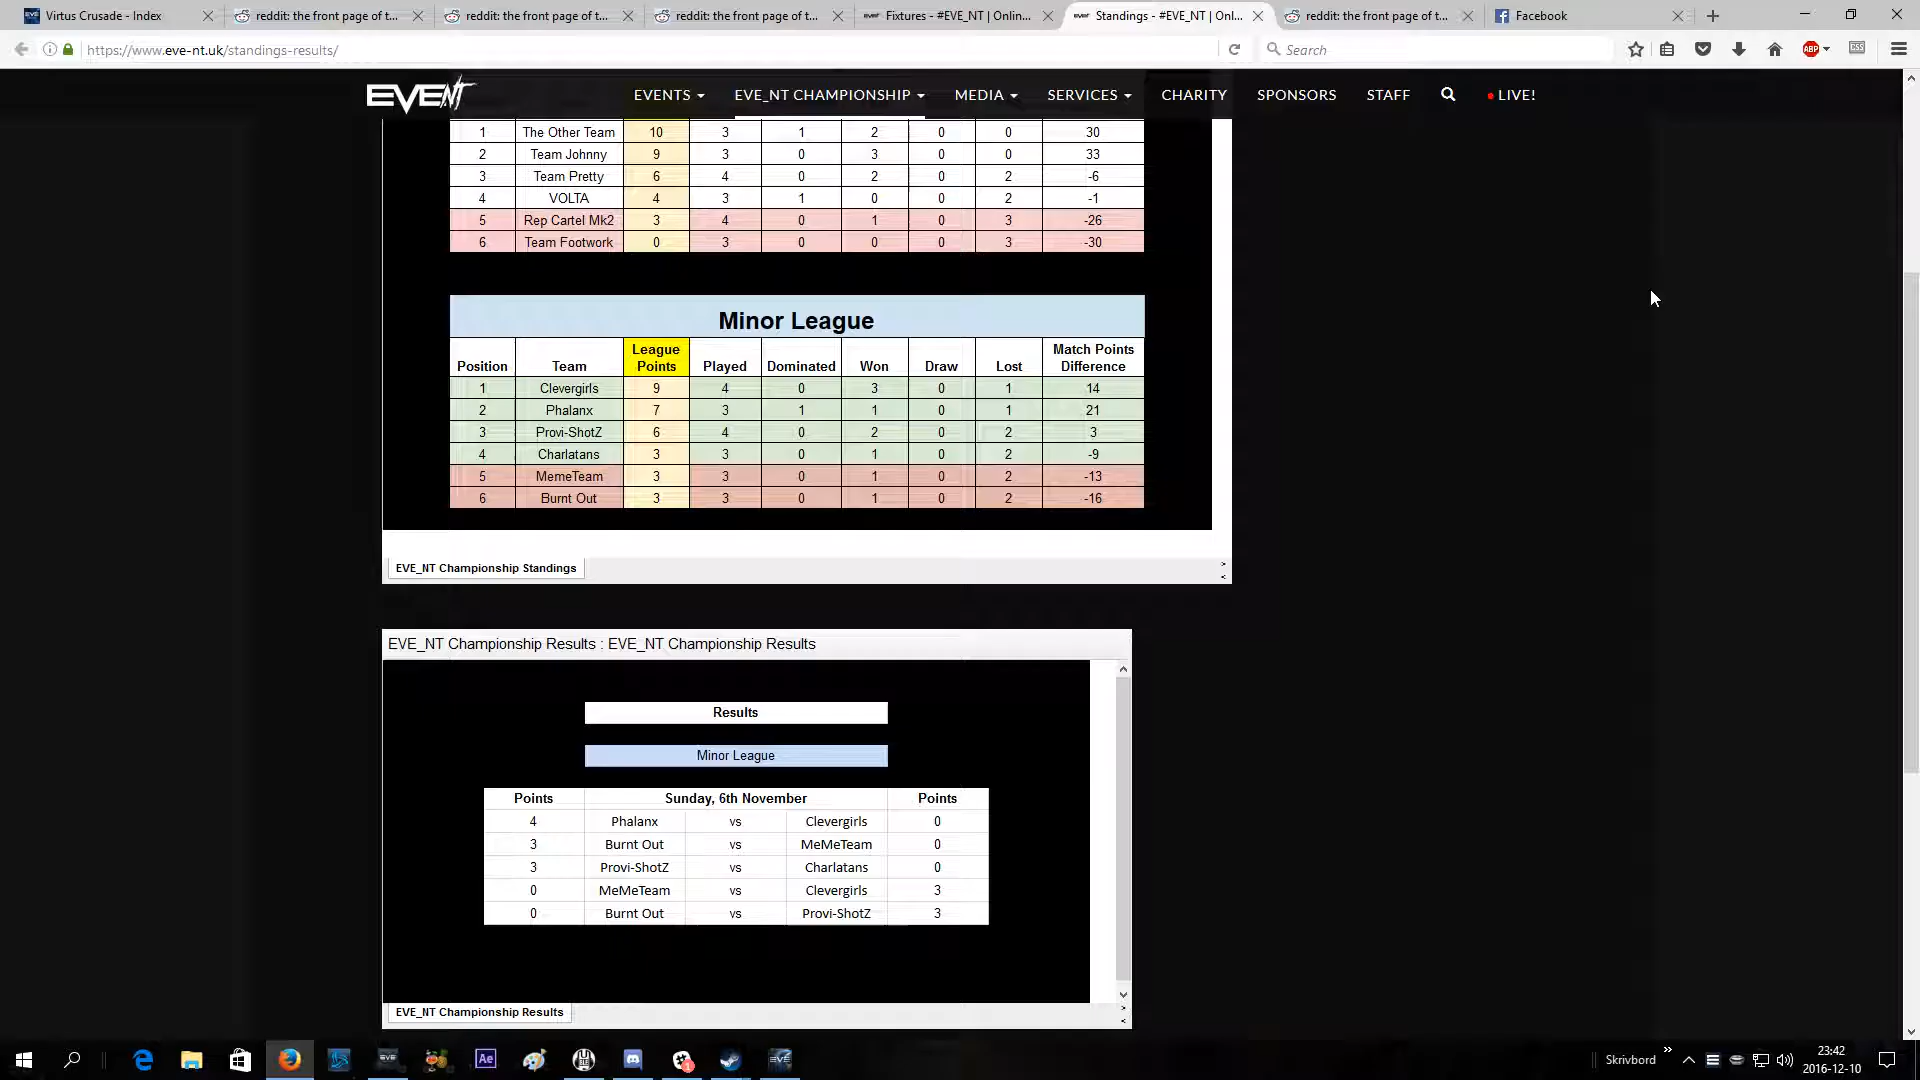 Virtus Crusade - Index
reddit: the front page of t...
reddit: the front page of t...
reddit: the front page of t...
Fixtures - #EVE_NT | Onlin...
Standings - #EVE_NT | Onl...
reddit: the front page of t...
Facebook
https://www.eve-nt.uk/standings-results/
Search
ABP
EVE NT
EVENTS
EVE_NT CHAMPIONSHIP
MEDIA
SERVICES
CHARITY
SPONSORS
STAFF
LIVE!
1 The Other Team 10 3 1 2 0 0 30
2 Team Johnny 9 3 0 3 0 0 33
3 Team Pretty 6 4 0 2 0 2 -6
4 VOLTA 4 3 1 0 0 2 -1
5 Rep Cartel Mk2 3 4 0 1 0 3 -26
6 Team Footwork 0 3 0 0 0 3 -30
Minor League
Position Team League Points Played Dominated Won Draw Lost Match Points Difference
1 Clevergirls 9 4 0 3 0 1 14
2 Phalanx 7 3 1 1 0 1 21
3 Provi-ShotZ 6 4 0 2 0 2 3
4 Charlatans 3 3 0 1 0 2 -9
5 MemeTeam 3 3 0 1 0 2 -13
6 Burnt Out 3 3 0 1 0 2 -16
EVE_NT Championship Standings
EVE_NT Championship Results : EVE_NT Championship Results
Results
Minor League
Points Sunday, 6th November Points
4 Phalanx vs Clevergirls 0
3 Burnt Out vs MeMeTeam 0
3 Provi-ShotZ vs Charlatans 0
0 MeMeTeam vs Clevergirls 3
0 Burnt Out vs Provi-ShotZ 3
EVE_NT Championship Results
Ae
Skrivbord
23:42
2016-12-10